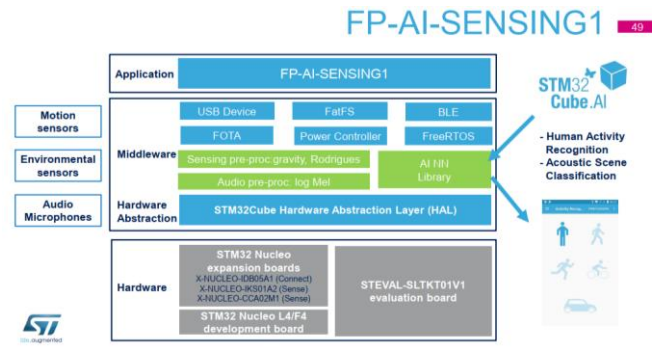 FP-AI-SENSING1
49
Application
FP-AI-SENSING1
Motion
sensors
Environmental
sensors
Audio
Microphones
Middleware
USB Device
FatFS
BLE
FOTA
Power Controller
FreeRTOS
Sensing pre-proc:gravity, Rodrigues
Audio pre-proc: log Mel
AI NN
Library
Hardware
Abstraction
STM32Cube Hardware Abstraction Layer (HAL)
Hardware
STM32 Nucleo
expansion boards
X-NUCLEO-IDB05A1 (Connect)
X-NUCLEO-IKS01A2 (Sense)
X-NUCLEO-CCA02M1 (Sense)
STM32 Nucleo L4/F4
development board
STEVAL-SLTKT01V1
evaluation board
STM32
Cube.AI
- Human Activity
Recognition
- Acoustic Scene
Classification
ST
life.augmented